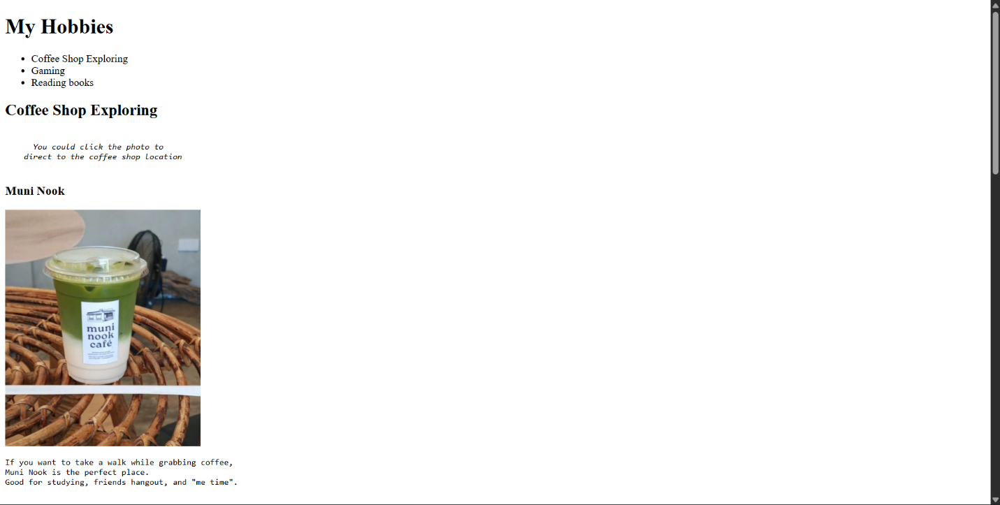 My Hobbies
Coffee Shop Exploring
Gaming
Reading books
Coffee Shop Exploring
You could click the photo to
direct to the coffee shop location
Muni Nook
muni
nook
café
If you want to take a walk while grabbing coffee,
Muni Nook is the perfect place.
Good for studying, friends hangout, and "me time".